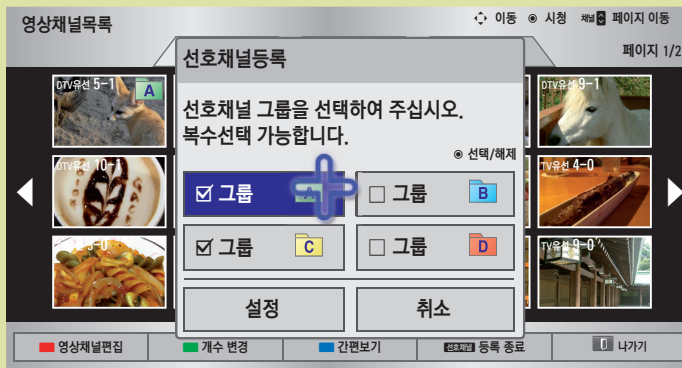 영상채널목록
이동 시청 채널 페이지 이동
페이지 1/2
선호채널등록
선호채널 그룹을 선택하여 주십시오.
복수선택 가능합니다.
선택/해제
DTV유선 5-1 A
DTV유선 9-1
DTV유선 10-1
TV유선 4-0
TV유선 9-0
그룹 A
그룹 B
그룹 C
그룹 D
설정
취소
영상채널편집
개수 변경
간편보기
선호채널 등록 종료
나가기